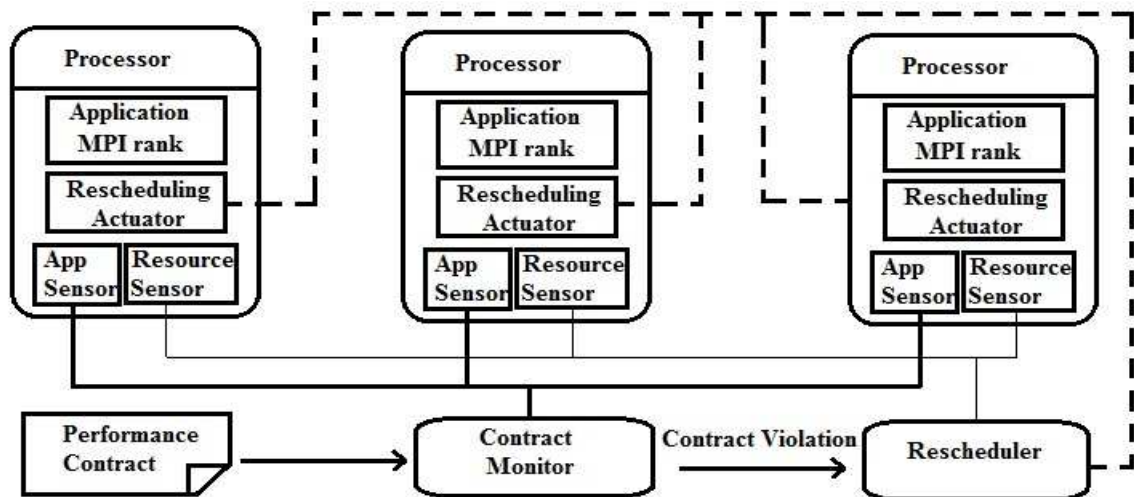 Processor
Application
MPI rank
Rescheduling
Actuator
App
Sensor
Resource
Sensor
Processor
Application
MPI rank
Rescheduling
Actuator
App
Sensor
Resource
Sensor
Processor
Application
MPI rank
Rescheduling
Actuator
App
Sensor
Resource
Sensor
Performance
Contract
Contract
Monitor
Contract Violation
Rescheduler